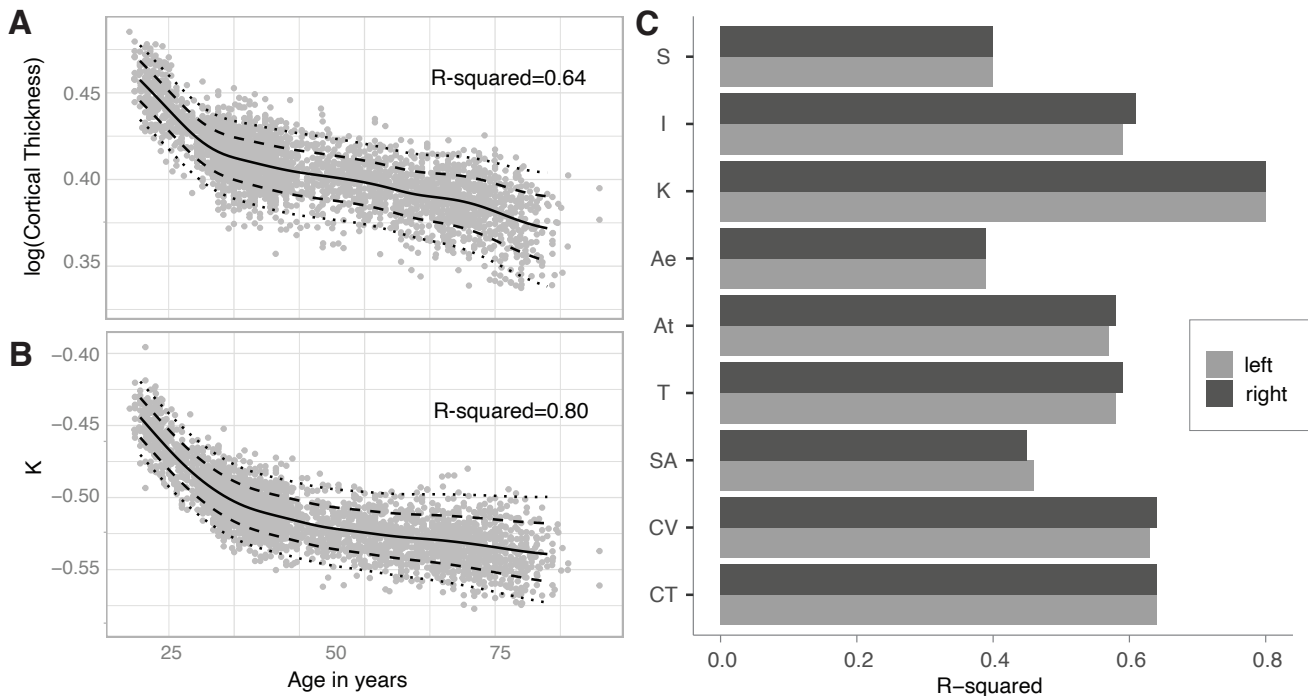 A
log(Cortical Thickness)
0.45
0.40
0.35
R-squared=0.64
B
K
−0.40
−0.45
−0.50
−0.55
R-squared=0.80
25
50
75
Age in years
C
S
I
K
Ae
At
T
SA
CV
CT
0.0
0.2
0.4
0.6
0.8
R−squared
left
right